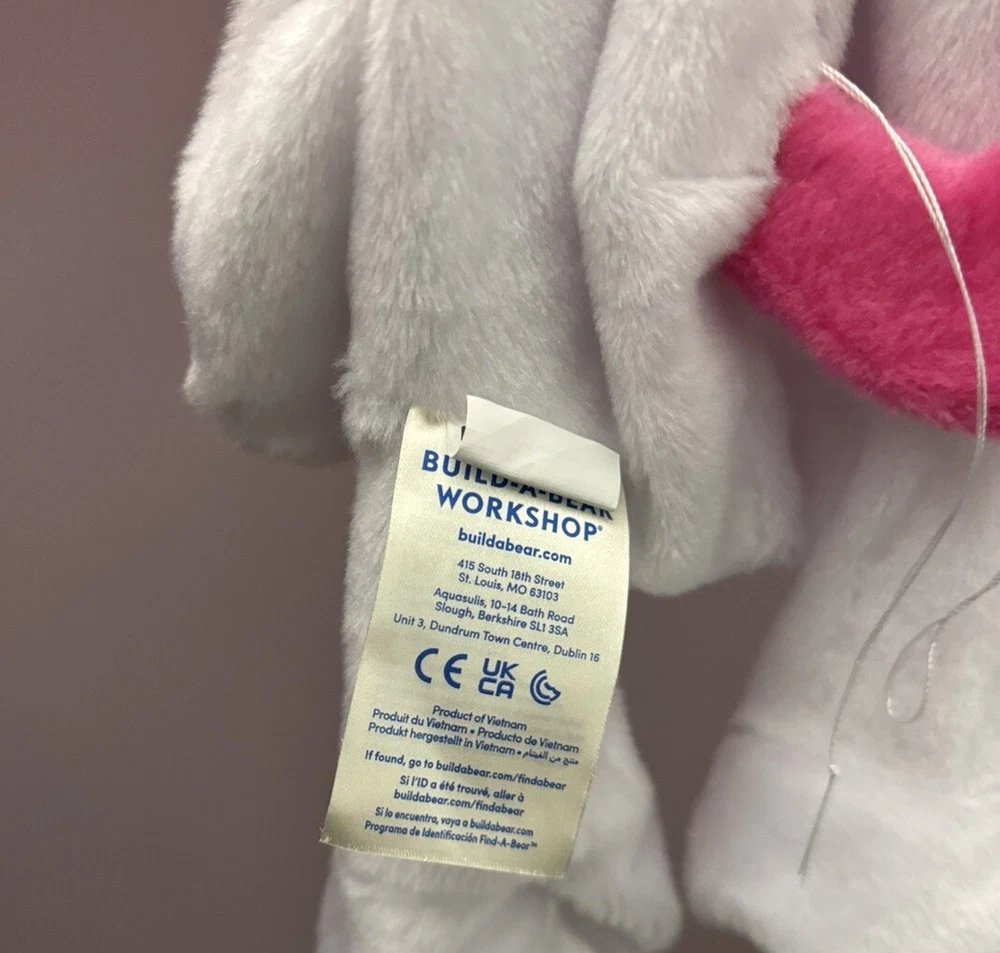 BUILD-A-BEAR
WORKSHOP®
buildabear.com
415 South 18th Street
St. Louis, MO 63103
Aquasulis, 10-14 Bath Road
Slough, Berkshire SL1 3SA
Unit 3, Dundrum Town Centre, Dublin 16
CE UK CA
Product of Vietnam
Produit du Vietnam • Producto de Vietnam
Produkt hergestellt in Vietnam • منتج من الفيتنام
If found, go to buildabear.com/findabear
Si l'ID a été trouvé, aller à
buildabear.com/findabear
Si lo encuentra, vaya a buildabear.com
Programa de Identificación Find-A-Bear™